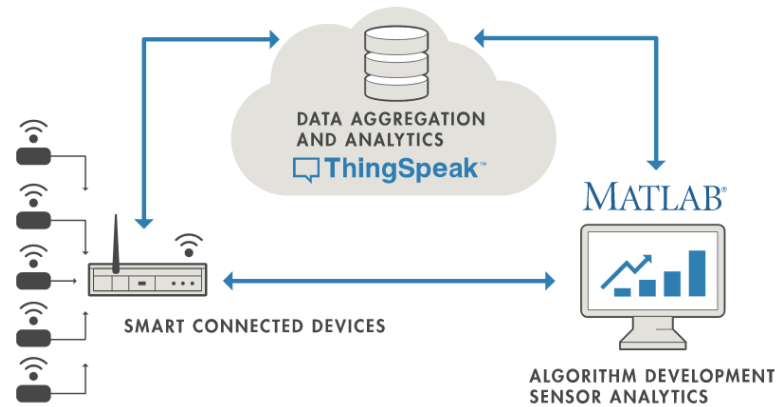 DATA AGGREGATION
AND ANALYTICS
ThingSpeak™
MATLAB®
SMART CONNECTED DEVICES
ALGORITHM DEVELOPMENT
SENSOR ANALYTICS